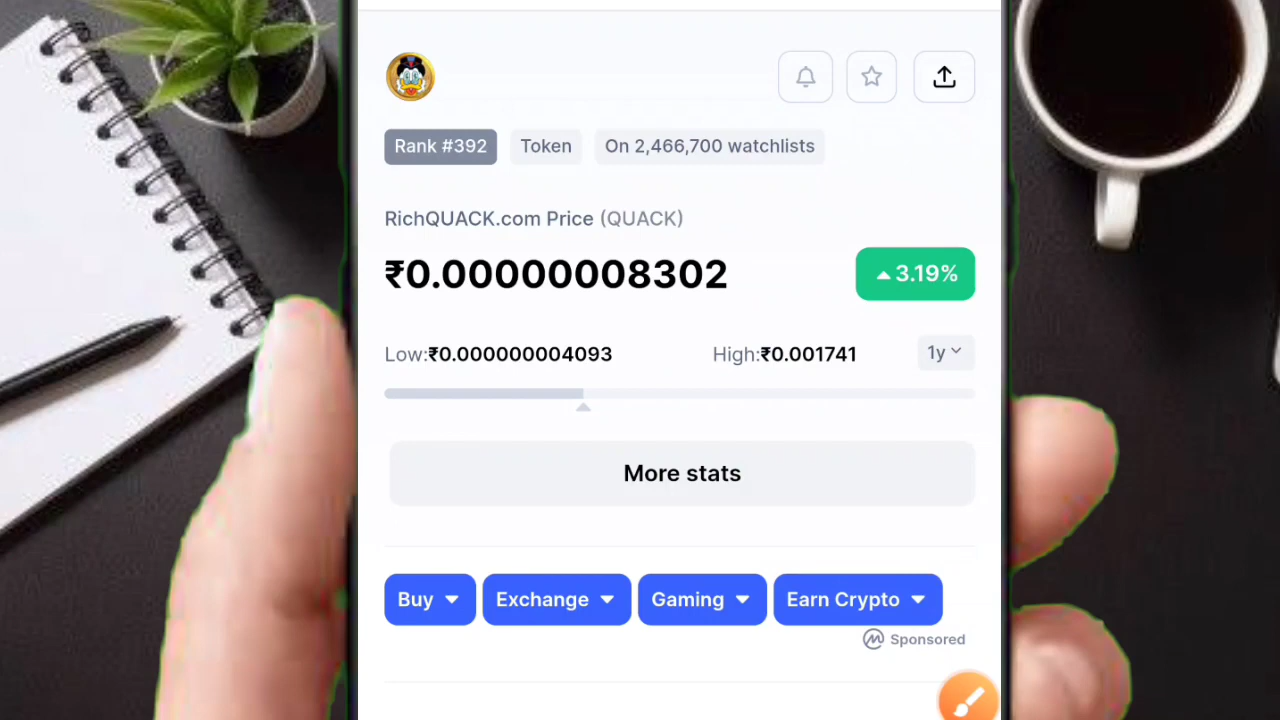 Rank #392 Token On 2,466,700 watchlists
RichQUACK.com Price (QUACK)
₹0.00000008302 3.19%
Low:₹0.000000004093 High:₹0.001741 1y
More stats
Buy Exchange Gaming Earn Crypto
Sponsored